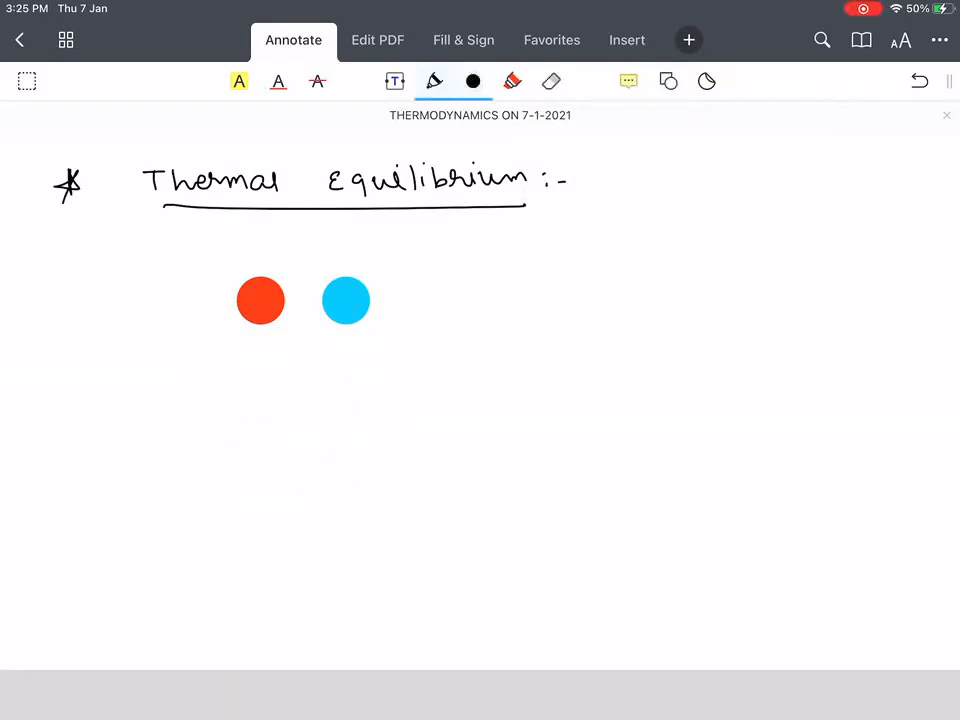 3:25 PM Thu 7 Jan 50%
Annotate Edit PDF Fill & Sign Favorites Insert + AA
A A A T
THERMODYNAMICS ON 7-1-2021
Thermal Equilibrium :-